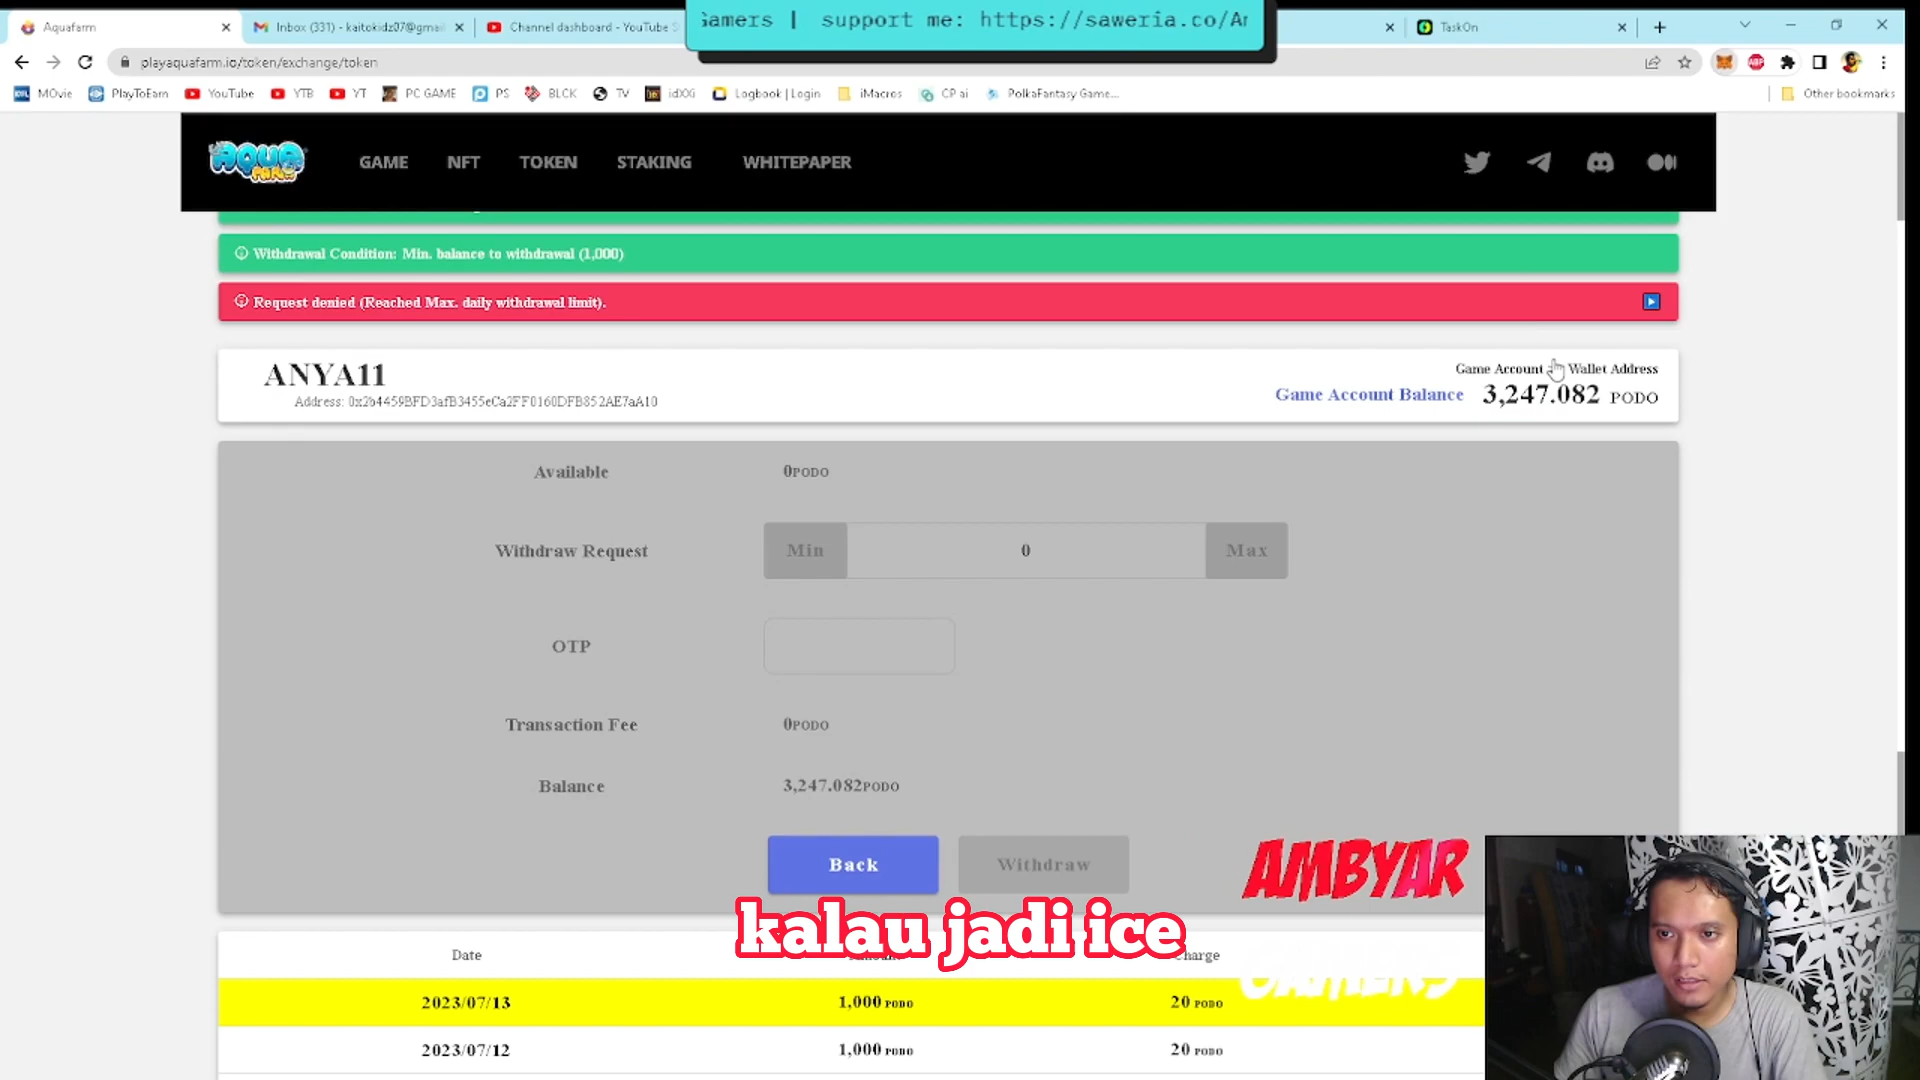 Aquafarm
Inbox (331) - kaitokidz07@gmail
Channel dashboard - YouTube S
Gamers | support me: https://saweria.co/Ar
TaskOn
playaquafarm.io/token/exchange/token
MOvie
PlayToEarn
YouTube
YTB
YT
PC GAME
PS
BLCK
TV
idXXi
Logbook | Login
iMacros
CP ai
PolkaFantasy Game...
Other bookmarks
AQUA FARM
GAME
NFT
TOKEN
STAKING
WHITEPAPER
Withdrawal Condition: Min. balance to withdrawal (1,000)
Request denied (Reached Max. daily withdrawal limit).
ANYA11
Address: 0x2b4459BFD3afB3455eCa2FF0160DFB852AE7aA10
Game Account
Wallet Address
Game Account Balance 3,247.082 PODO
Available 0PODO
Withdraw Request Min 0 Max
OTP
Transaction Fee 0PODO
Balance 3,247.082PODO
Back Withdraw
AMBYAR
GAMERS
kalau jadi ice
Date Charge
2023/07/13 1,000 PODO 20 PODO
2023/07/12 1,000 PODO 20 PODO